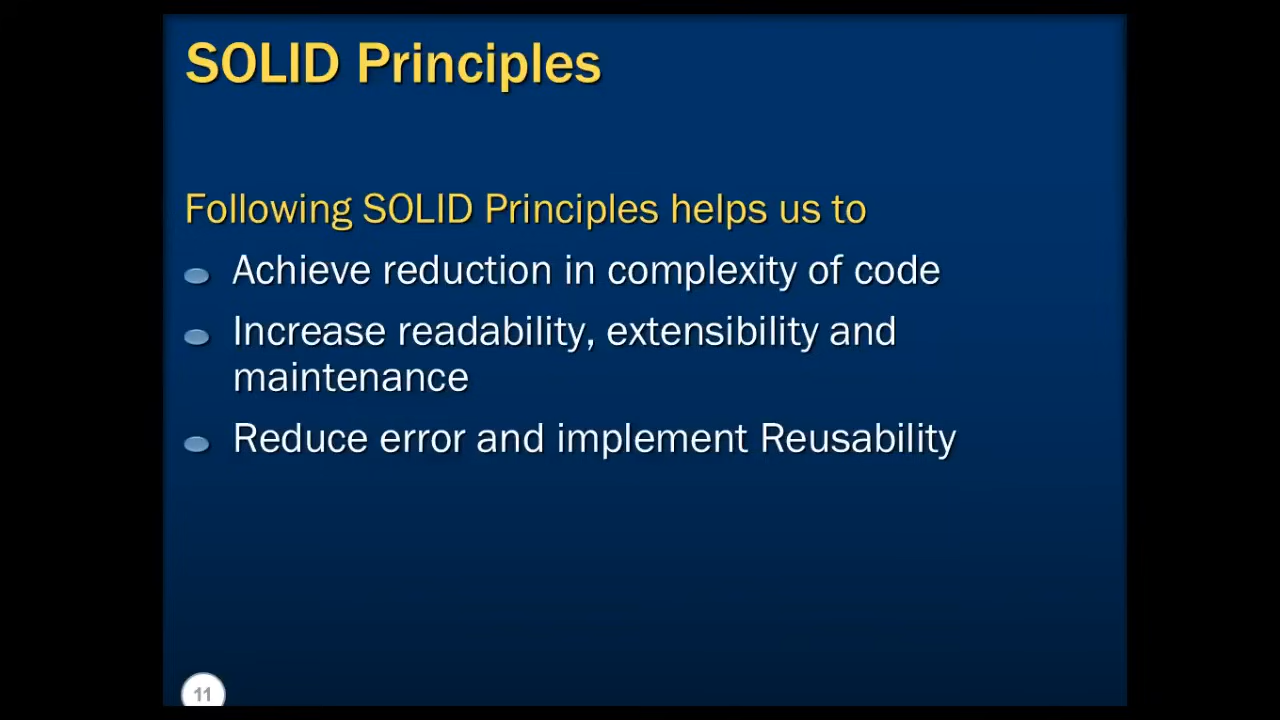 SOLID Principles
Following SOLID Principles helps us to
Achieve reduction in complexity of code
Increase readability, extensibility and
maintenance
Reduce error and implement Reusability
11